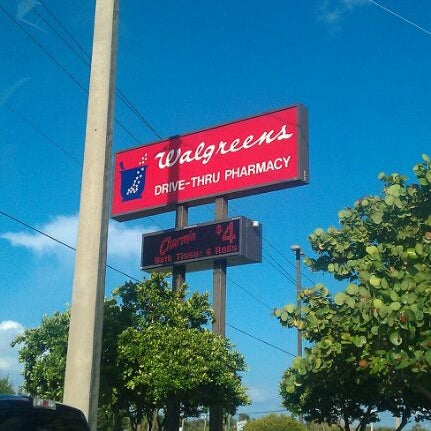 Walgreens
DRIVE-THRU PHARMACY
Charmin $4
Bath Tissue 6 Rolls